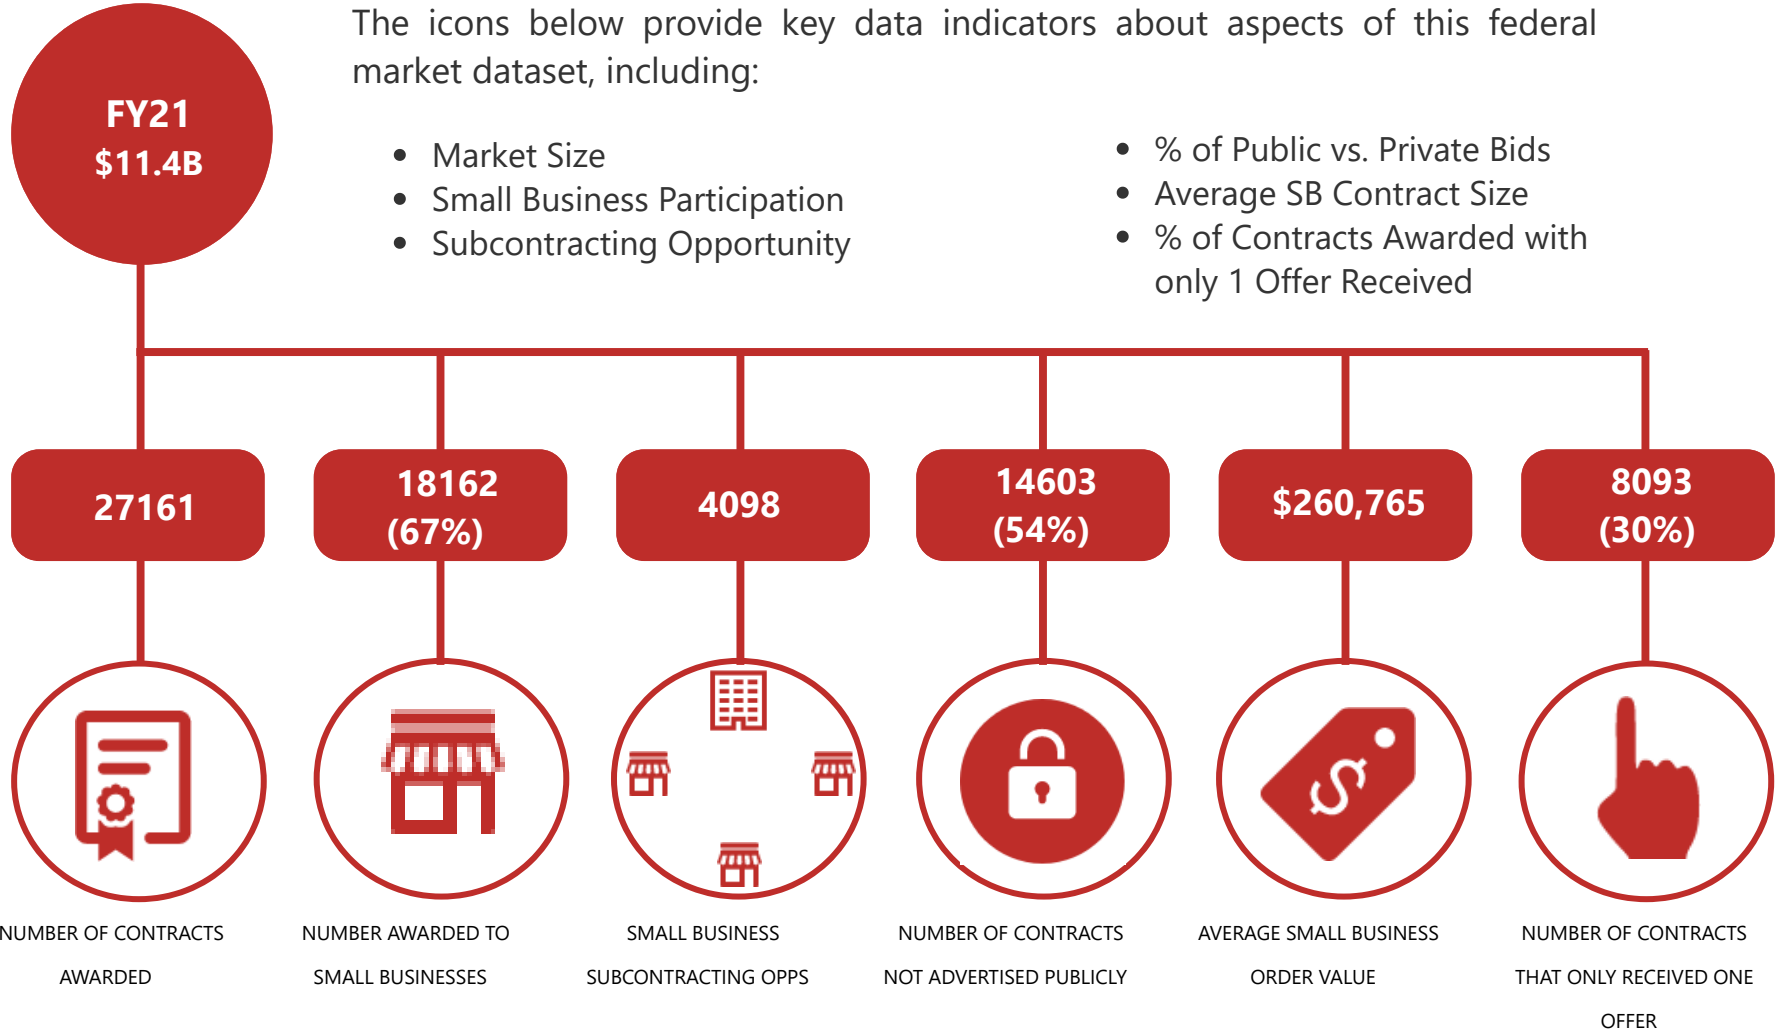 The icons below provide key data indicators about aspects of this federal
market dataset, including:
FY21
$11.4B
• Market Size
• Small Business Participation
• Subcontracting Opportunity
• % of Public vs. Private Bids
• Average SB Contract Size
• % of Contracts Awarded with
only 1 Offer Received
27161
18162
(67%)
4098
14603
(54%)
$260,765
8093
(30%)
$
NUMBER OF CONTRACTS
AWARDED
NUMBER AWARDED TO
SMALL BUSINESSES
SMALL BUSINESS
SUBCONTRACTING OPPS
NUMBER OF CONTRACTS
NOT ADVERTISED PUBLICLY
AVERAGE SMALL BUSINESS
ORDER VALUE
NUMBER OF CONTRACTS
THAT ONLY RECEIVED ONE
OFFER